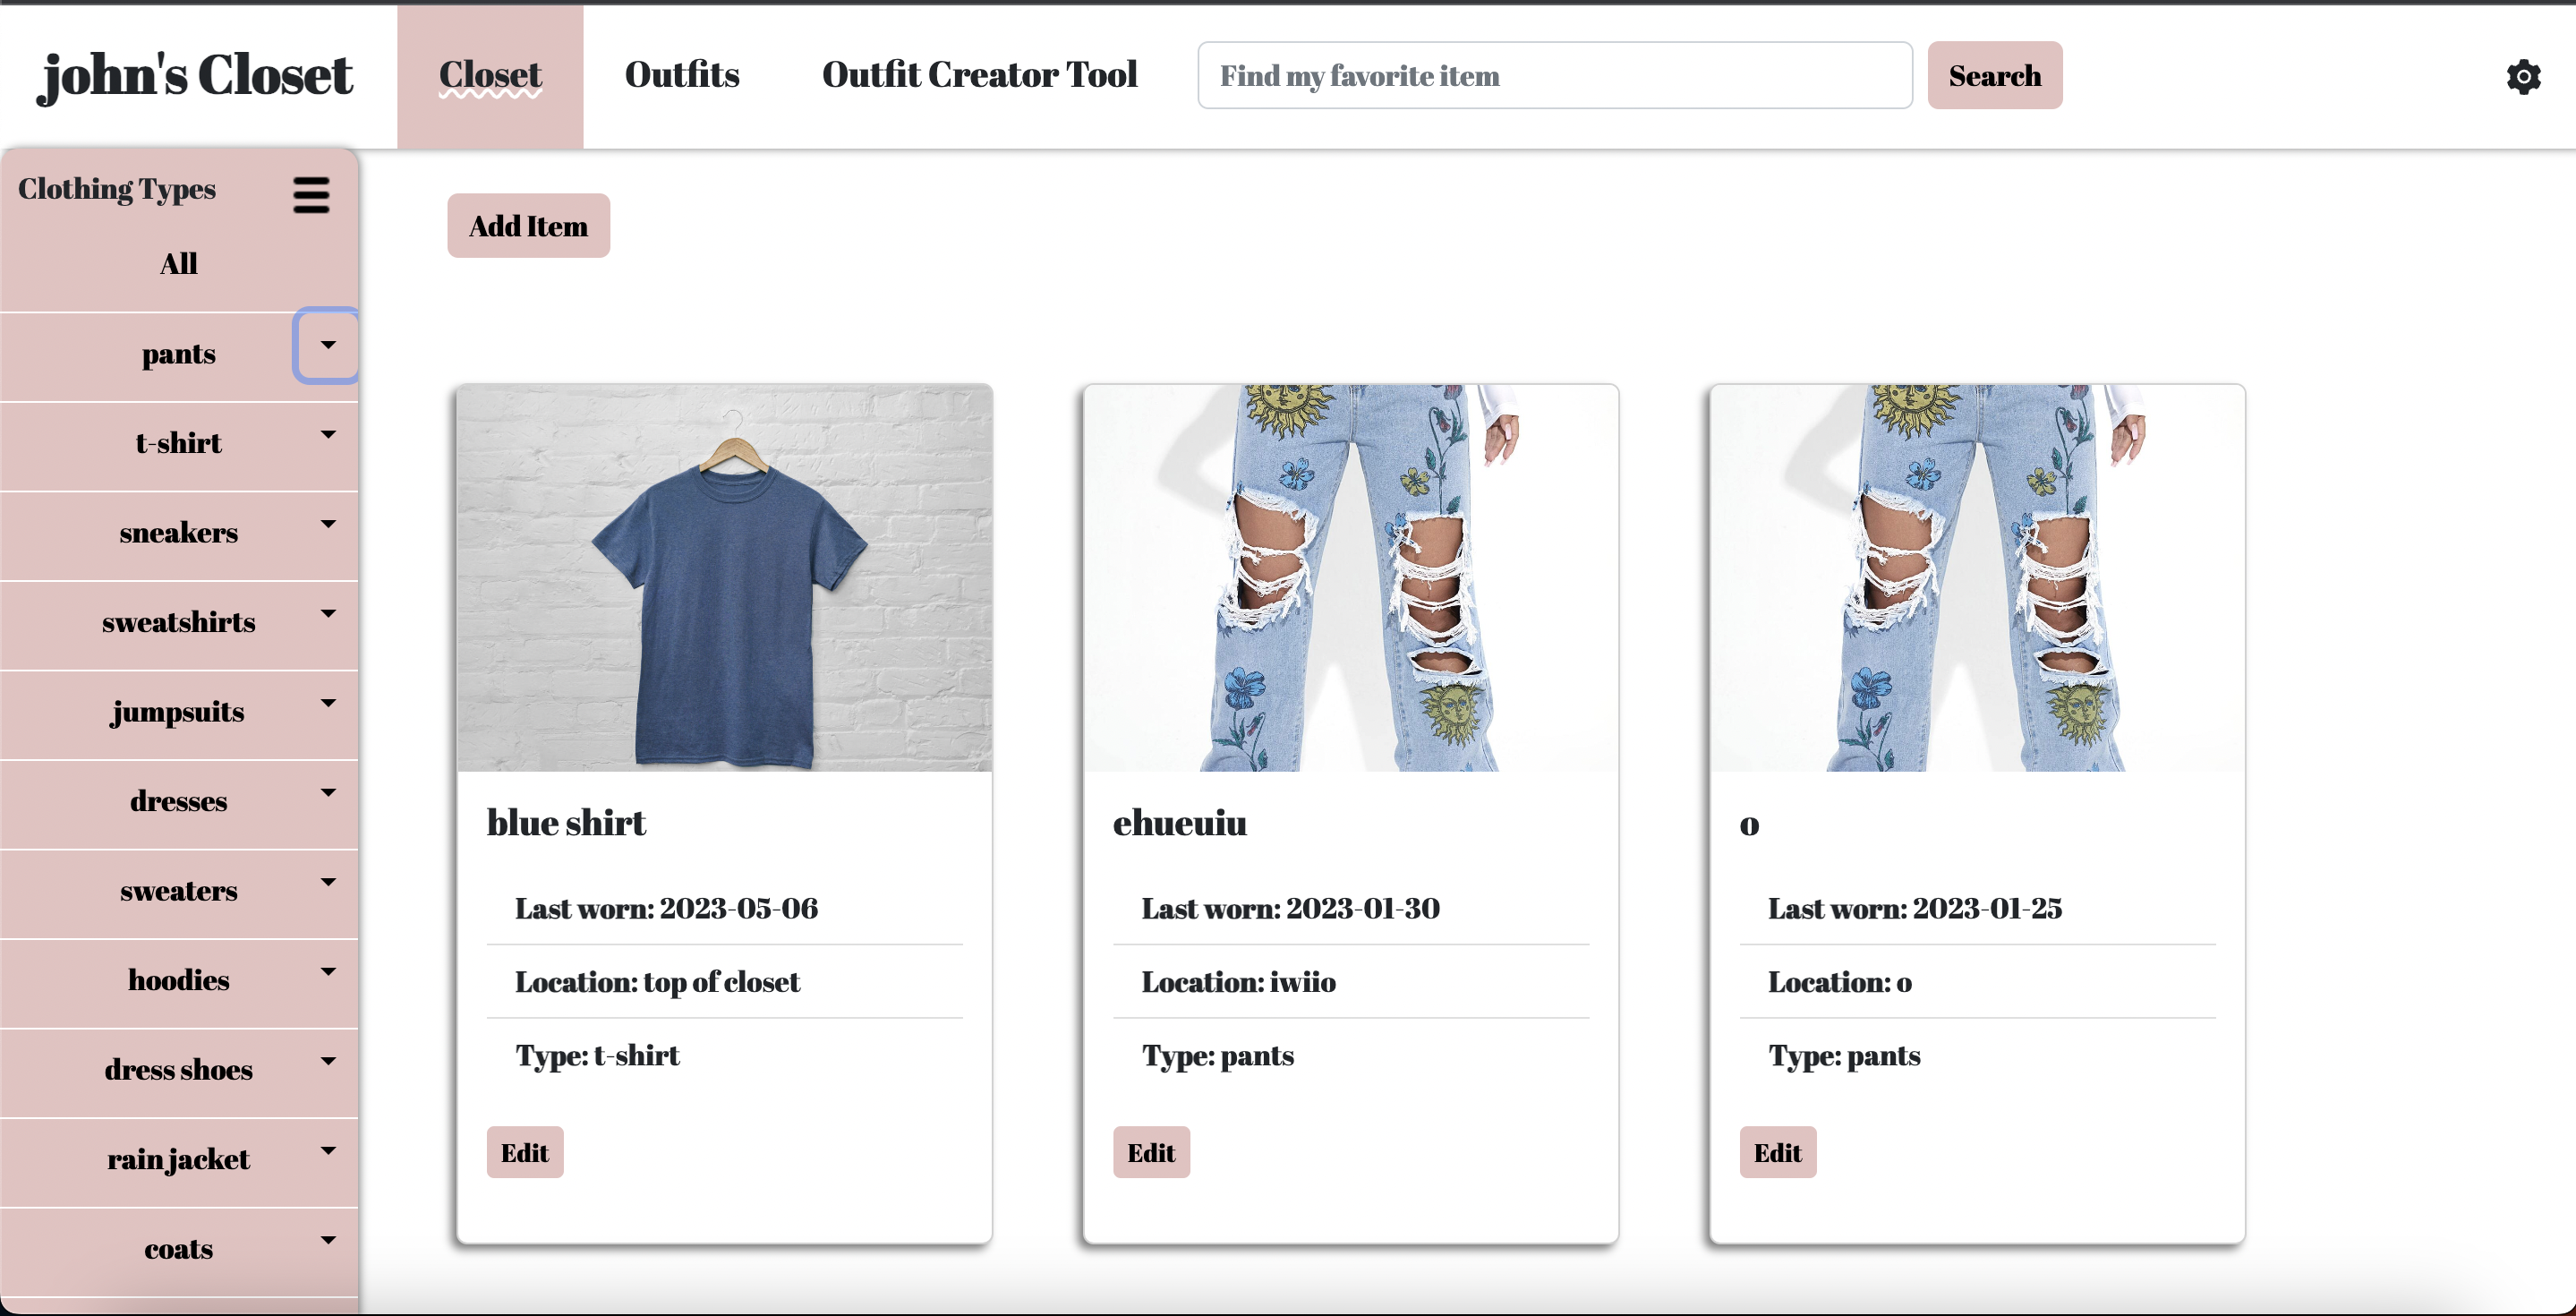 john's Closet
Closet
Outfits
Outfit Creator Tool
Find my favorite item
Search
Clothing Types
All
pants
t-shirt
sneakers
sweatshirts
jumpsuits
dresses
sweaters
hoodies
dress shoes
rain jacket
coats
Add Item
blue shirt
Last worn: 2023-05-06
Location: top of closet
Type: t-shirt
Edit
ehueuiu
Last worn: 2023-01-30
Location: iwiio
Type: pants
Edit
o
Last worn: 2023-01-25
Location: o
Type: pants
Edit